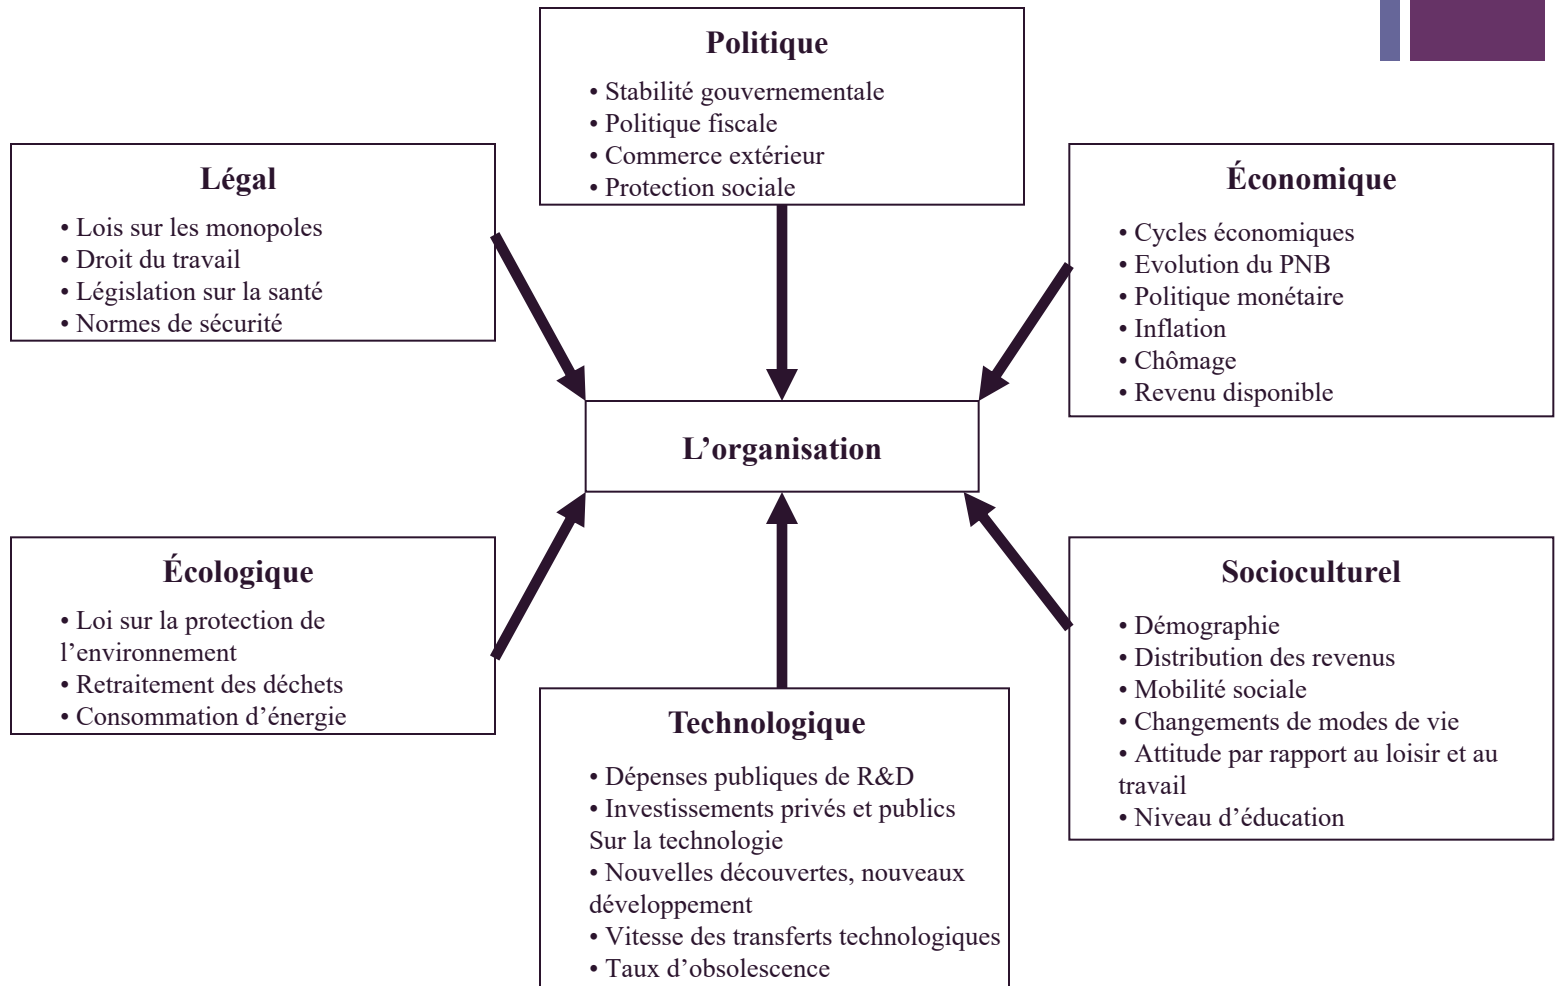 Politique
• Stabilité gouvernementale
• Politique fiscale
• Commerce extérieur
• Protection sociale
Légal
• Lois sur les monopoles
• Droit du travail
• Législation sur la santé
• Normes de sécurité
Économique
• Cycles économiques
• Evolution du PNB
• Politique monétaire
• Inflation
• Chômage
• Revenu disponible
L’organisation
Écologique
• Loi sur la protection de
l’environnement
• Retraitement des déchets
• Consommation d’énergie
Technologique
• Dépenses publiques de R&D
• Investissements privés et publics
Sur la technologie
• Nouvelles découvertes, nouveaux
développement
• Vitesse des transferts technologiques
• Taux d’obsolescence
Socioculturel
• Démographie
• Distribution des revenus
• Mobilité sociale
• Changements de modes de vie
• Attitude par rapport au loisir et au
travail
• Niveau d’éducation